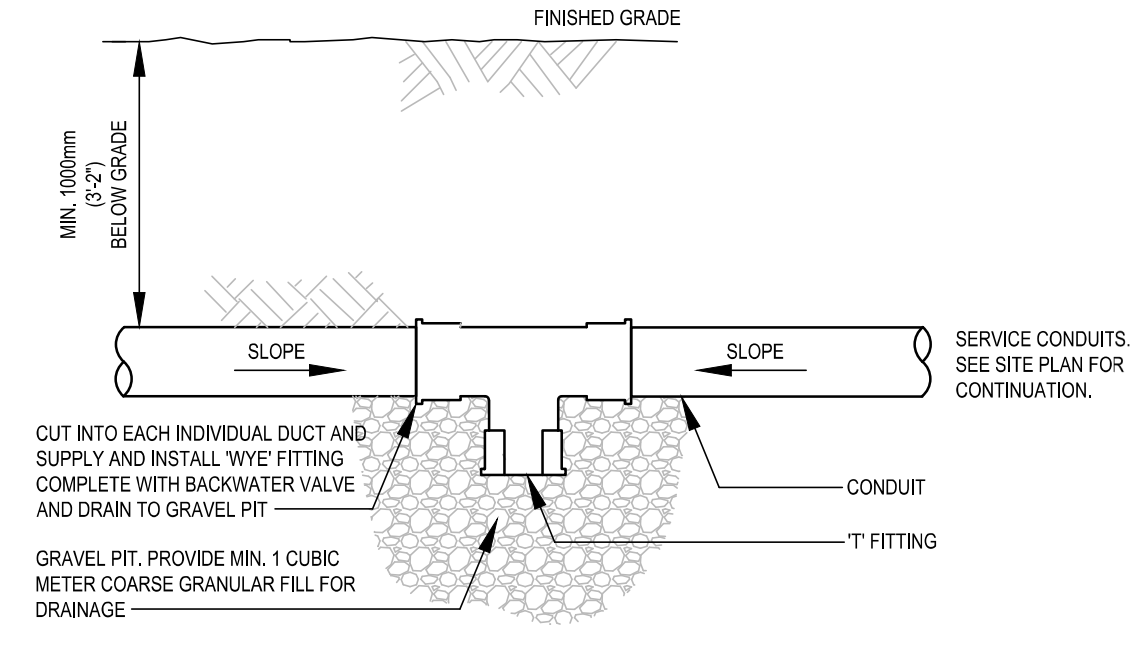 FINISHED GRADE
MIN. 1000mm
(3'-2")
BELOW GRADE
SLOPE
SLOPE
SERVICE CONDUITS.
SEE SITE PLAN FOR
CONTINUATION.
CUT INTO EACH INDIVIDUAL DUCT AND
SUPPLY AND INSTALL 'WYE' FITTING
COMPLETE WITH BACKWATER VALVE
AND DRAIN TO GRAVEL PIT
CONDUIT
'T' FITTING
GRAVEL PIT. PROVIDE MIN. 1 CUBIC
METER COARSE GRANULAR FILL FOR
DRAINAGE